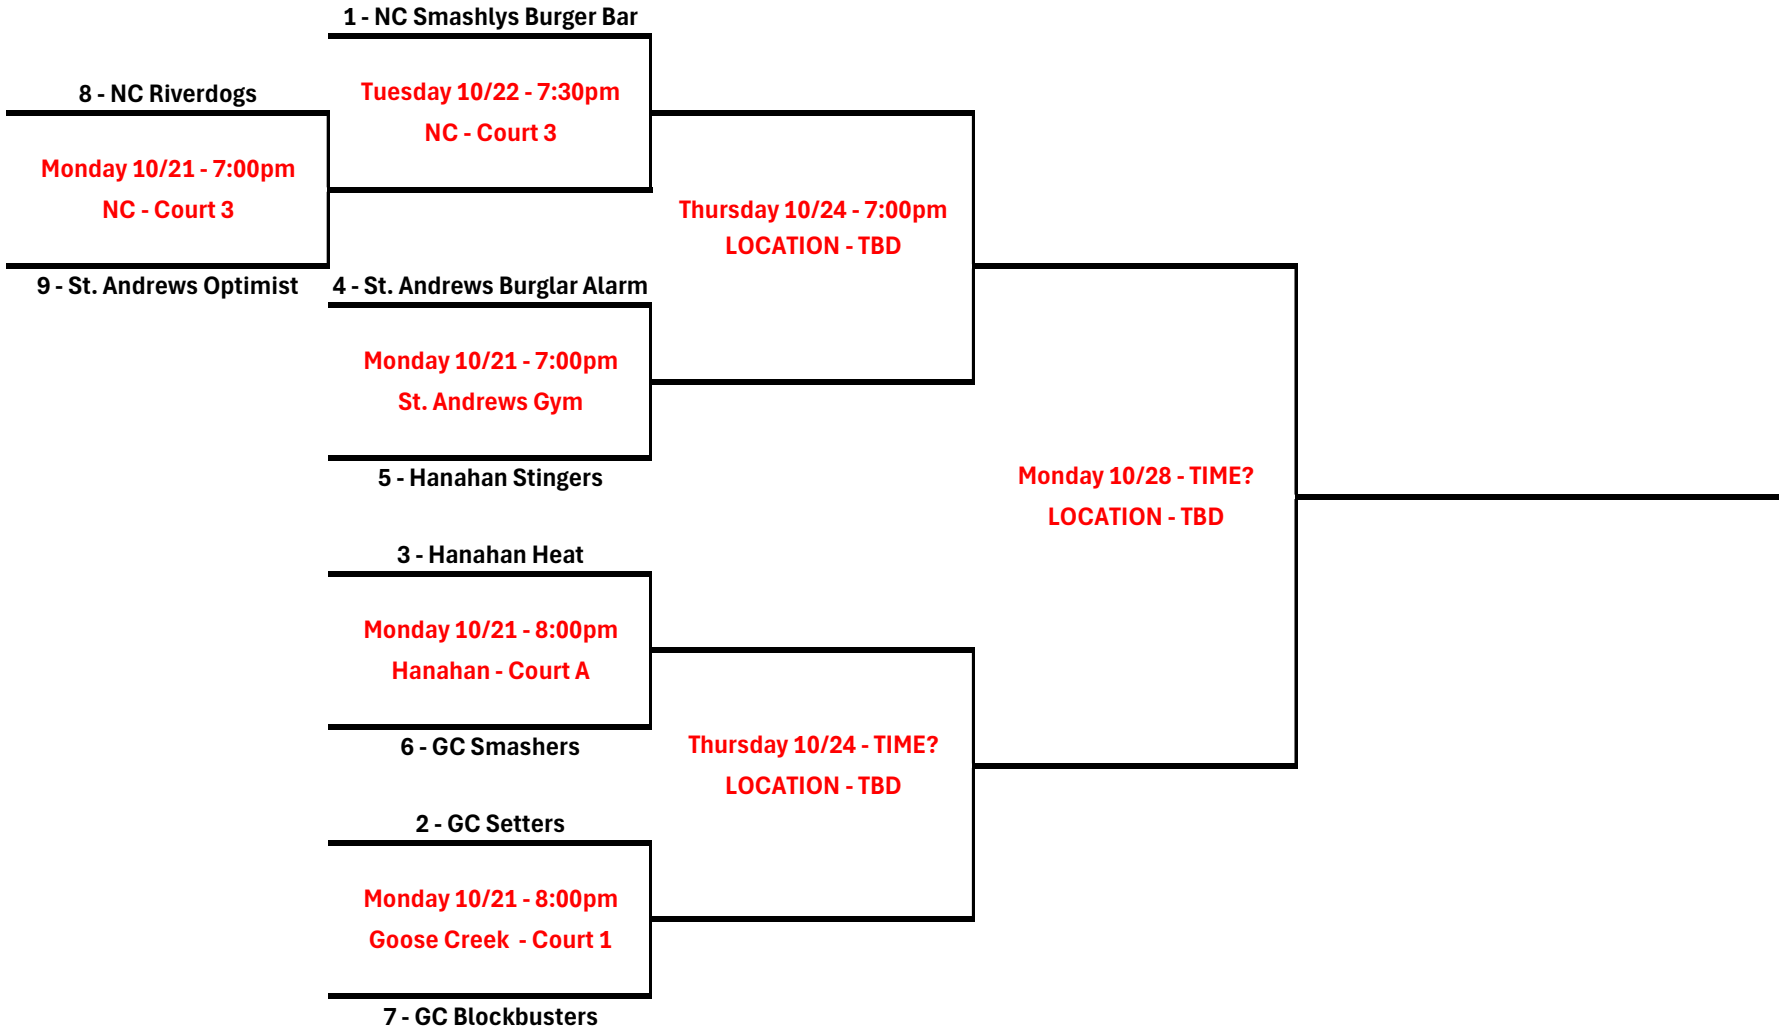 1 - NC Smashlys Burger Bar
8 - NC Riverdogs
Tuesday 10/22 - 7:30pm
NC - Court 3
Monday 10/21 - 7:00pm
NC - Court 3
Thursday 10/24 - 7:00pm
LOCATION - TBD
9 - St. Andrews Optimist
4 - St. Andrews Burglar Alarm
Monday 10/21 - 7:00pm
St. Andrews Gym
5 - Hanahan Stingers
Monday 10/28 - TIME?
LOCATION - TBD
3 - Hanahan Heat
Monday 10/21 - 8:00pm
Hanahan - Court A
6 - GC Smashers
Thursday 10/24 - TIME?
LOCATION - TBD
2 - GC Setters
Monday 10/21 - 8:00pm
Goose Creek  - Court 1
7 - GC Blockbusters